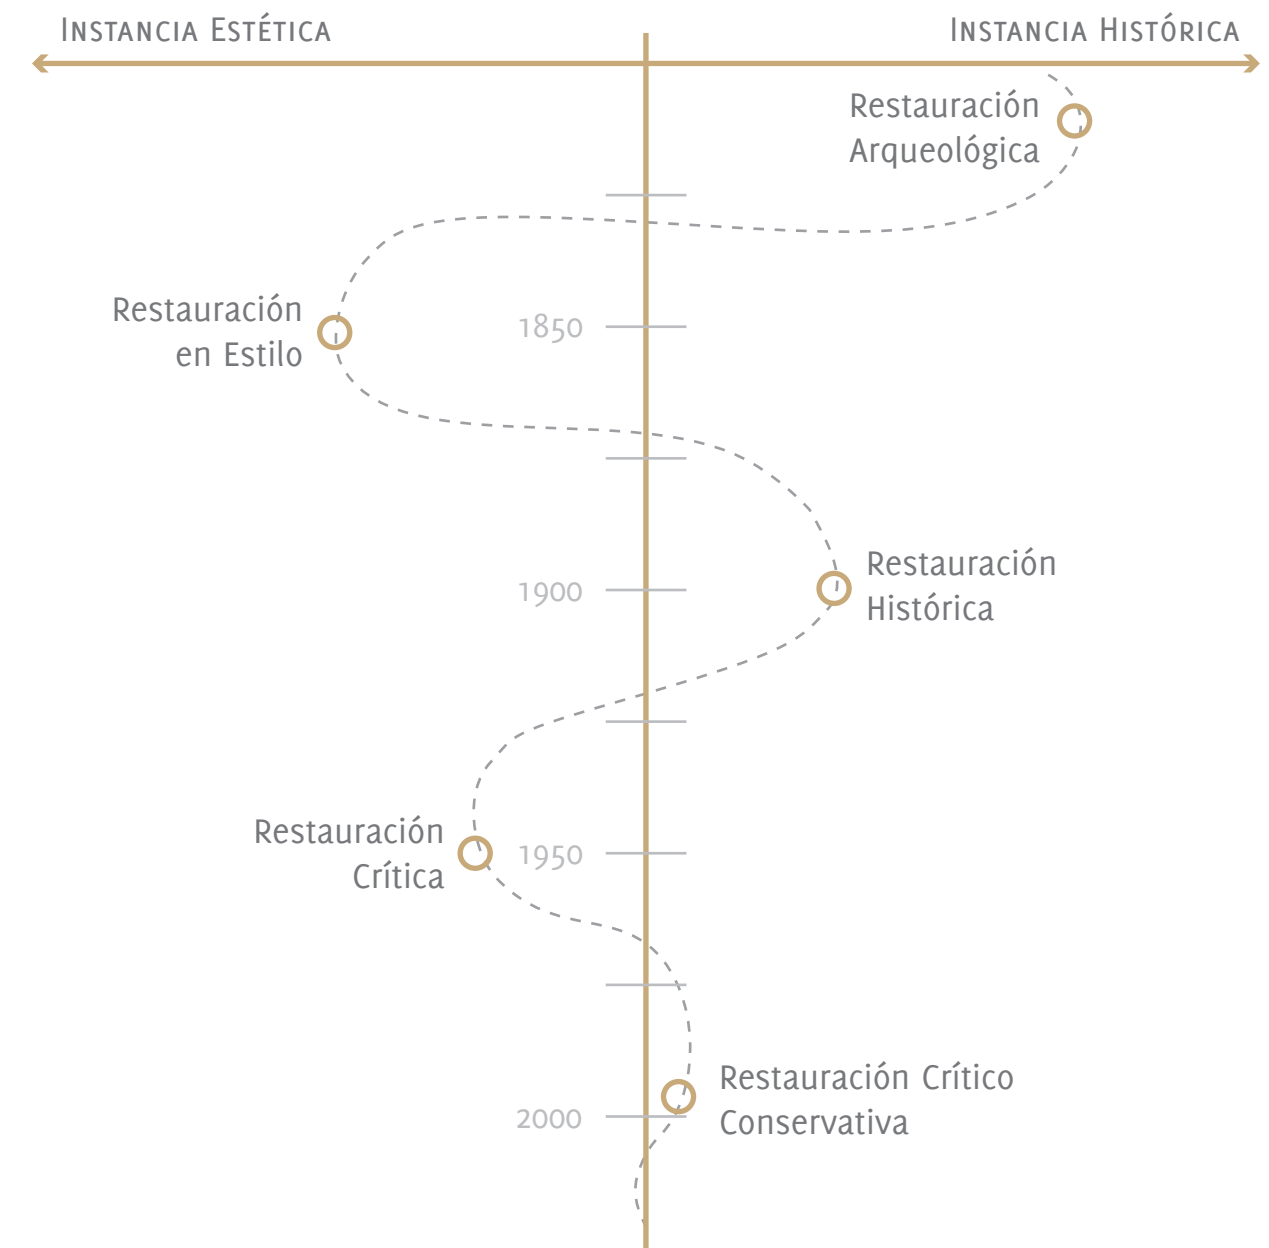 Instancia Estética
Instancia Histórica
Restauración
Arqueológica
Restauración
en Estilo
1850
Restauración
Histórica
1900
Restauración
Crítica
1950
Restauración Crítico
Conservativa
2000